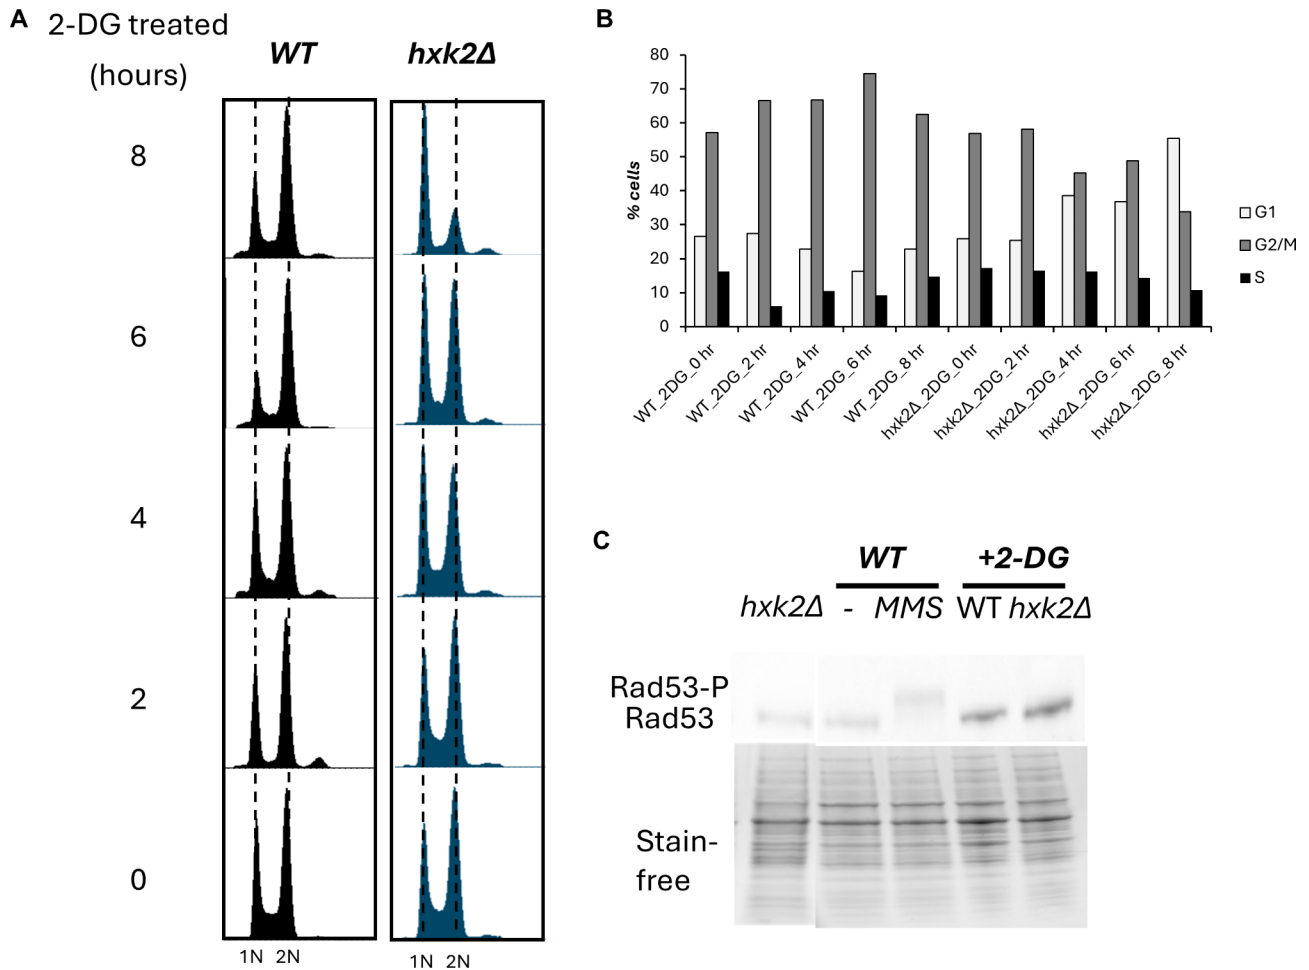 A
2-DG treated
(hours)
WT
hxk2Δ
8
6
4
2
0
1N 2N
1N 2N
B
% cells
80
70
60
50
40
30
20
10
0
WT_2DG_0 hr
WT_2DG_2 hr
WT_2DG_4 hr
WT_2DG_6 hr
WT_2DG_8 hr
hxk2Δ_2DG_0 hr
hxk2Δ_2DG_2 hr
hxk2Δ_2DG_4 hr
hxk2Δ_2DG_6 hr
hxk2Δ_2DG_8 hr
G1
G2/M
S
C
WT +2-DG
hxk2Δ - MMS WT hxk2Δ
Rad53-P
Rad53
Stain-
free